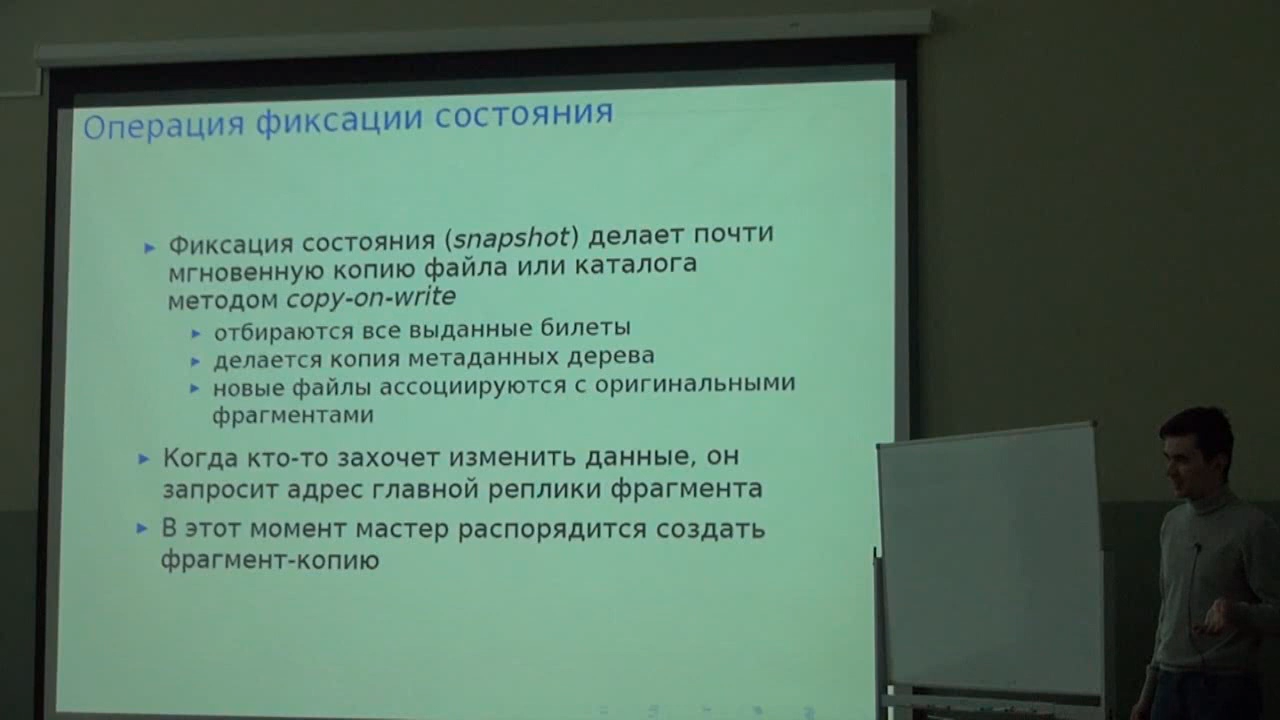 Операция фиксации состояния
Фиксация состояния (snapshot) делает почти
мгновенную копию файла или каталога
методом copy-on-write
отбираются все выданные билеты
делается копия метаданных дерева
новые файлы ассоциируются с оригинальными
фрагментами
Когда кто-то захочет изменить данные, он
запросит адрес главной реплики фрагмента
В этот момент мастер распорядится создать
фрагмент-копию